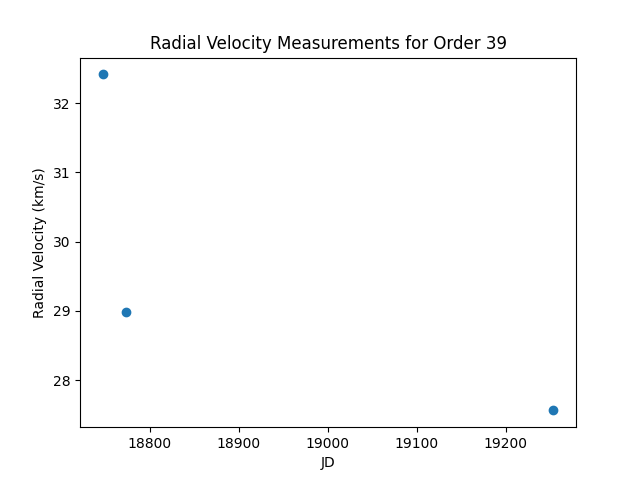 Radial Velocity Measurements for Order 39
Radial Velocity (km/s)
32
31
30
29
28
18800 18900 19000 19100 19200
JD